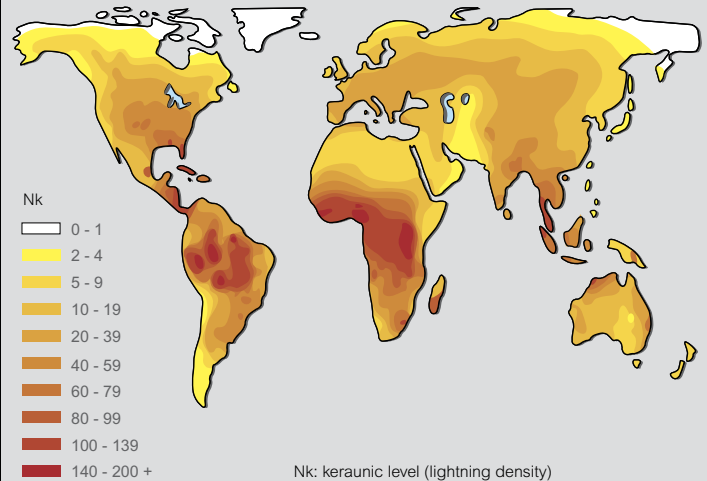 Nk
0 - 1
2 - 4
5 - 9
10 - 19
20 - 39
40 - 59
60 - 79
80 - 99
100 - 139
140 - 200 +
Nk: keraunic level (lightning density)